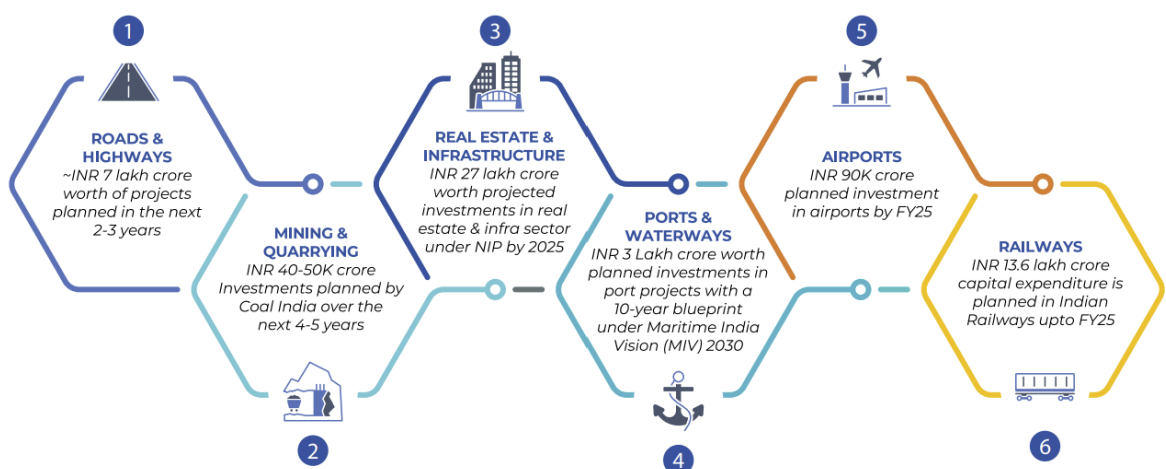 1
ROADS &
HIGHWAYS
~INR 7 lakh crore
worth of projects
planned in the next
2-3 years
MINING &
QUARRYING
INR 40-50K crore
Investments planned by
Coal India over the
next 4-5 years
2
3
REAL ESTATE &
INFRASTRUCTURE
INR 27 lakh crore
worth projected
investments in real
estate & infra sector
under NIP by 2025
PORTS &
WATERWAYS
INR 3 Lakh crore worth
planned investments in
port projects with a
10-year blueprint
under Maritime India
Vision (MIV) 2030
4
5
AIRPORTS
INR 90K crore
planned investment
in airports by FY25
RAILWAYS
INR 13.6 lakh crore
capital expenditure is
planned in Indian
Railways upto FY25
6